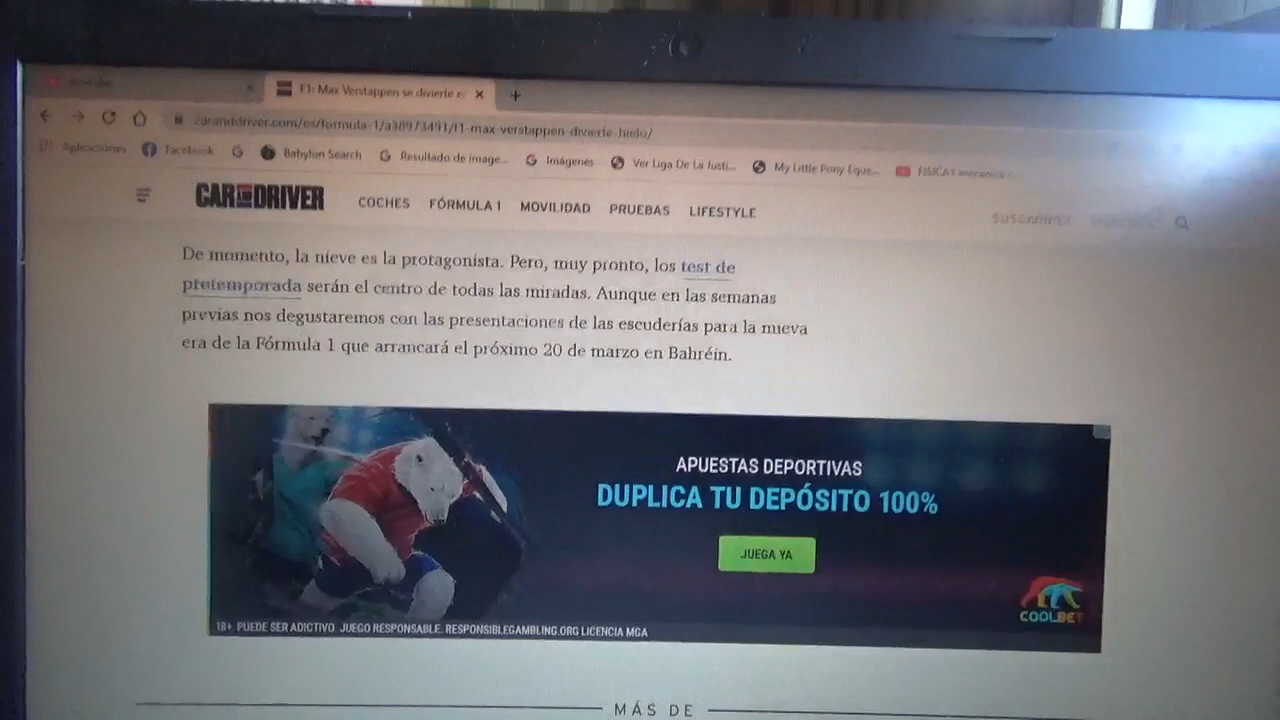 F1: Max Verstappen se divierte e
caranddriver.com/es/formula-1/a38973491/f1-max-verstappen-divierte-hielo/
Aplicaciones Facebook Babylon Search Resultado de image... Imágenes Ver Liga De La Justi... My Little Pony Eque... FISICA1 mecanica c...
CAR AND DRIVER COCHES FÓRMULA 1 MOVILIDAD PRUEBAS LIFESTYLE
De momento, la nieve es la protagonista. Pero, muy pronto, los test de
pretemporada serán el centro de todas las miradas. Aunque en las semanas
previas nos degustaremos con las presentaciones de las escuderías para la nueva
era de la Fórmula 1 que arrancará el próximo 20 de marzo en Bahréin.
APUESTAS DEPORTIVAS
DUPLICA TU DEPÓSITO 100%
JUEGA YA
COOLBET
18+. PUEDE SER ADICTIVO. JUEGO RESPONSABLE. RESPONSIBLEGAMBLING.ORG LICENCIA MGA
MÁS DE